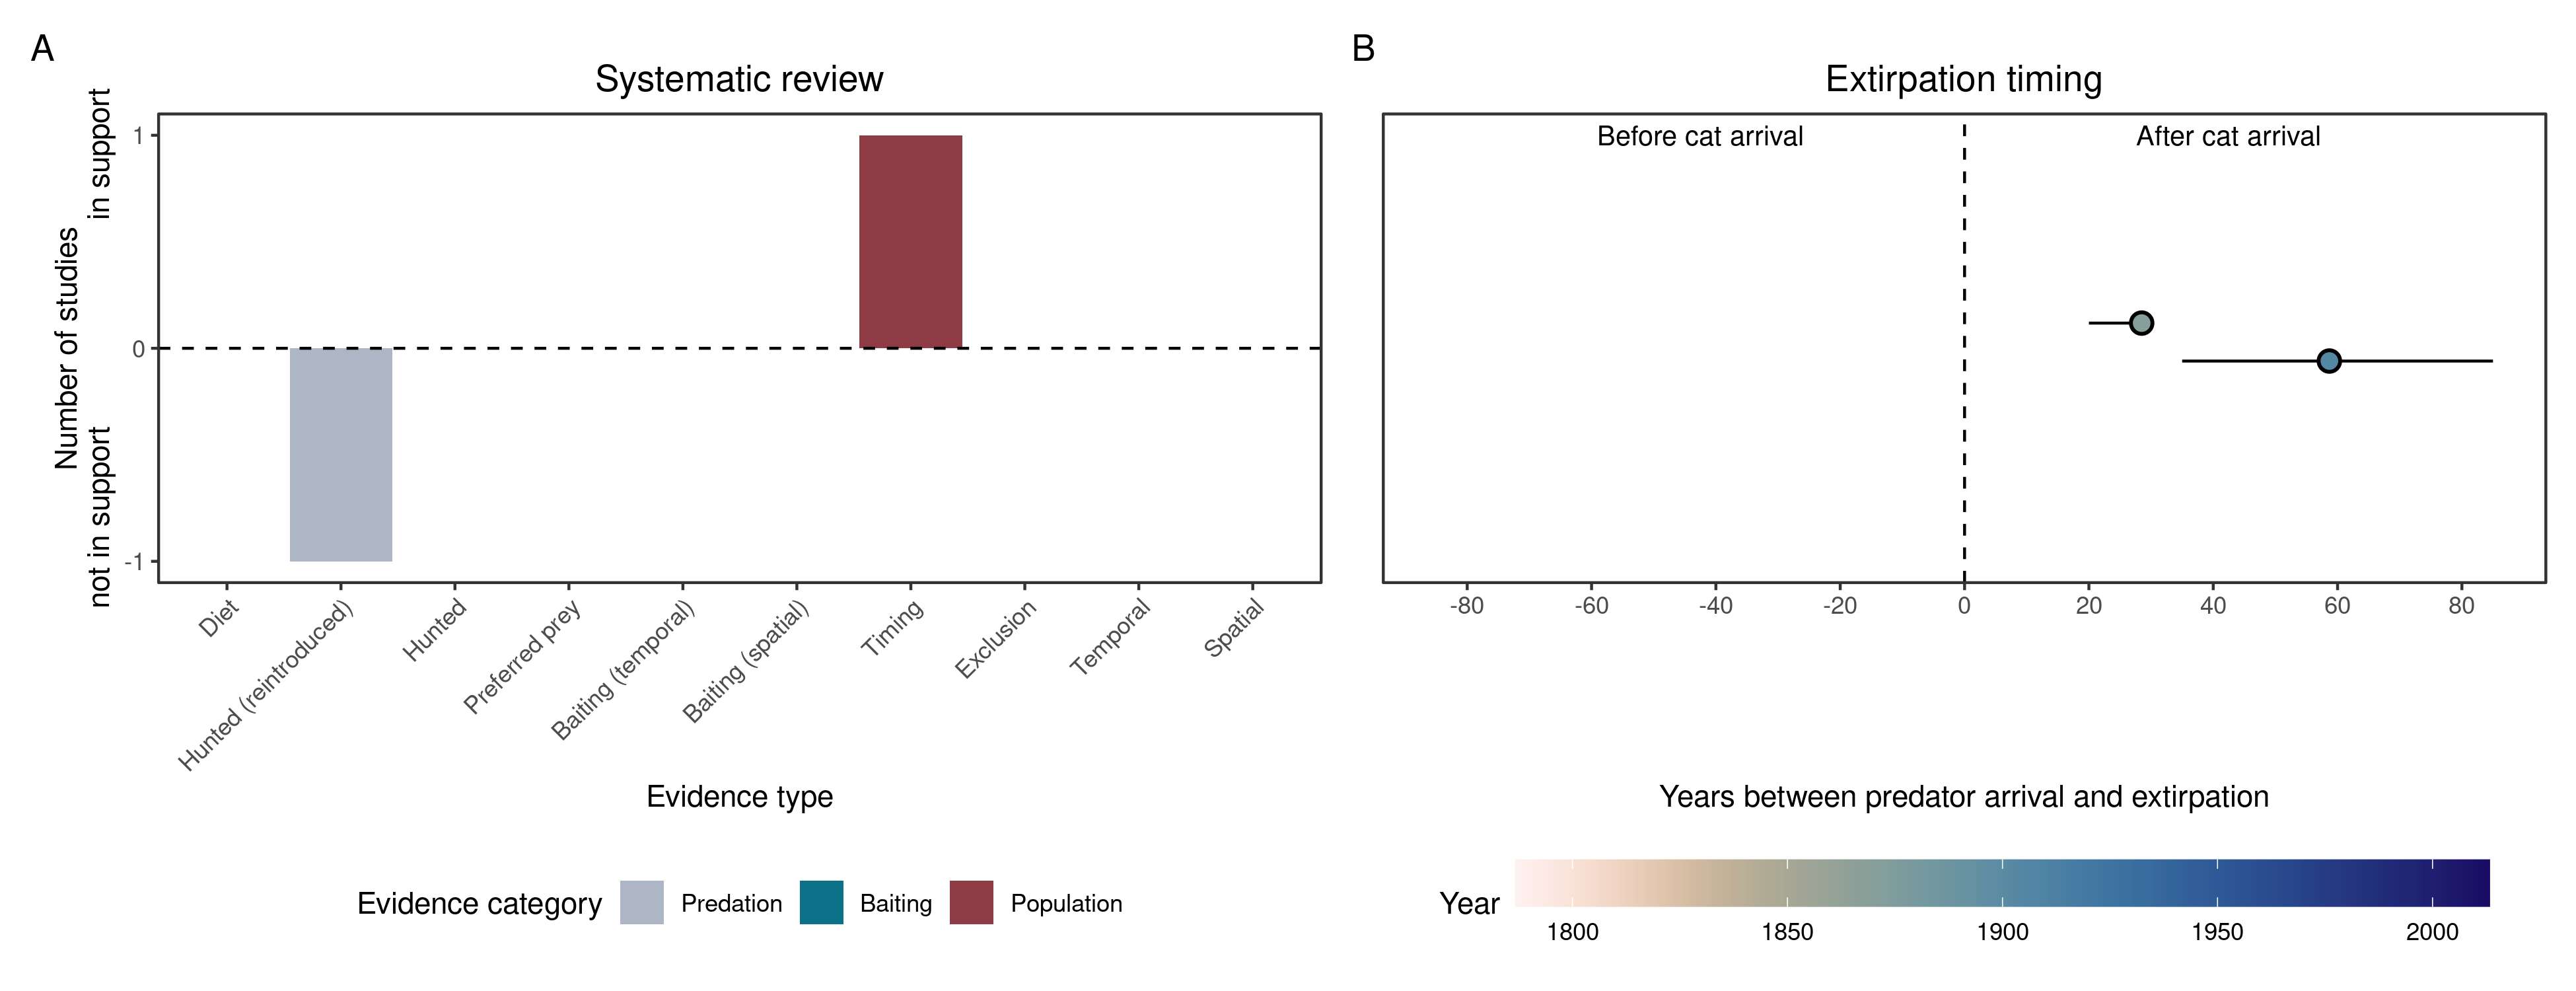 A
Systematic review
Number of studies
not in support
in support
1
0
-1
Diet
Hunted (reintroduced)
Hunted
Preferred prey
Baiting (temporal)
Baiting (spatial)
Timing
Exclusion
Temporal
Spatial
Evidence type
Evidence category
Predation
Baiting
Population
B
Extirpation timing
Before cat arrival
After cat arrival
-80
-60
-40
-20
0
20
40
60
80
Years between predator arrival and extirpation
Year
1800
1850
1900
1950
2000